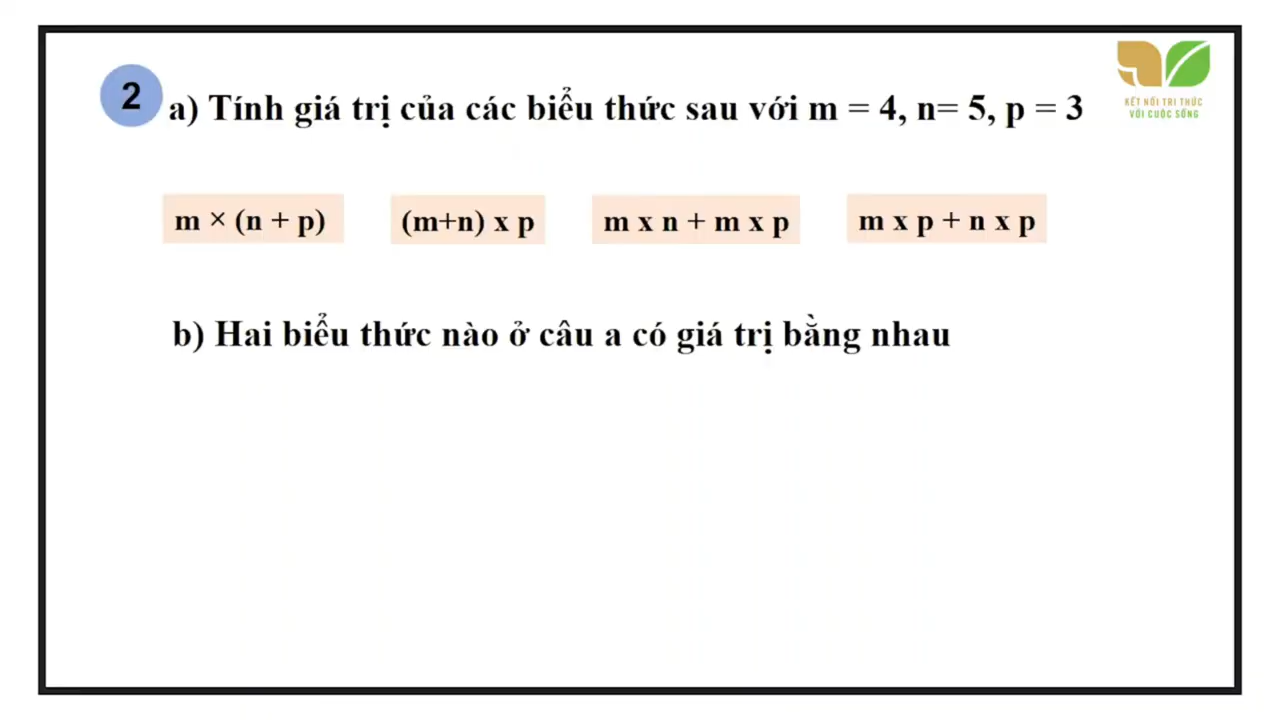 2
a) Tính giá trị của các biểu thức sau với m = 4, n= 5, p = 3
KẾT NỐI TRI THỨC
VỚI CUỘC SỐNG
m × (n + p)
(m+n) x p
m x n + m x p
m x p + n x p
b) Hai biểu thức nào ở câu a có giá trị bằng nhau